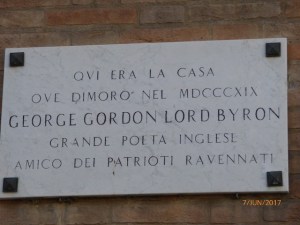 QVI ERA LA CASA
OVE DIMORO' NEL MDCCCXIX
GEORGE GORDON LORD BYRON
GRANDE POETA INGLESE
AMICO DEI PATRIOTI RAVENNATI
7/JUN/2017